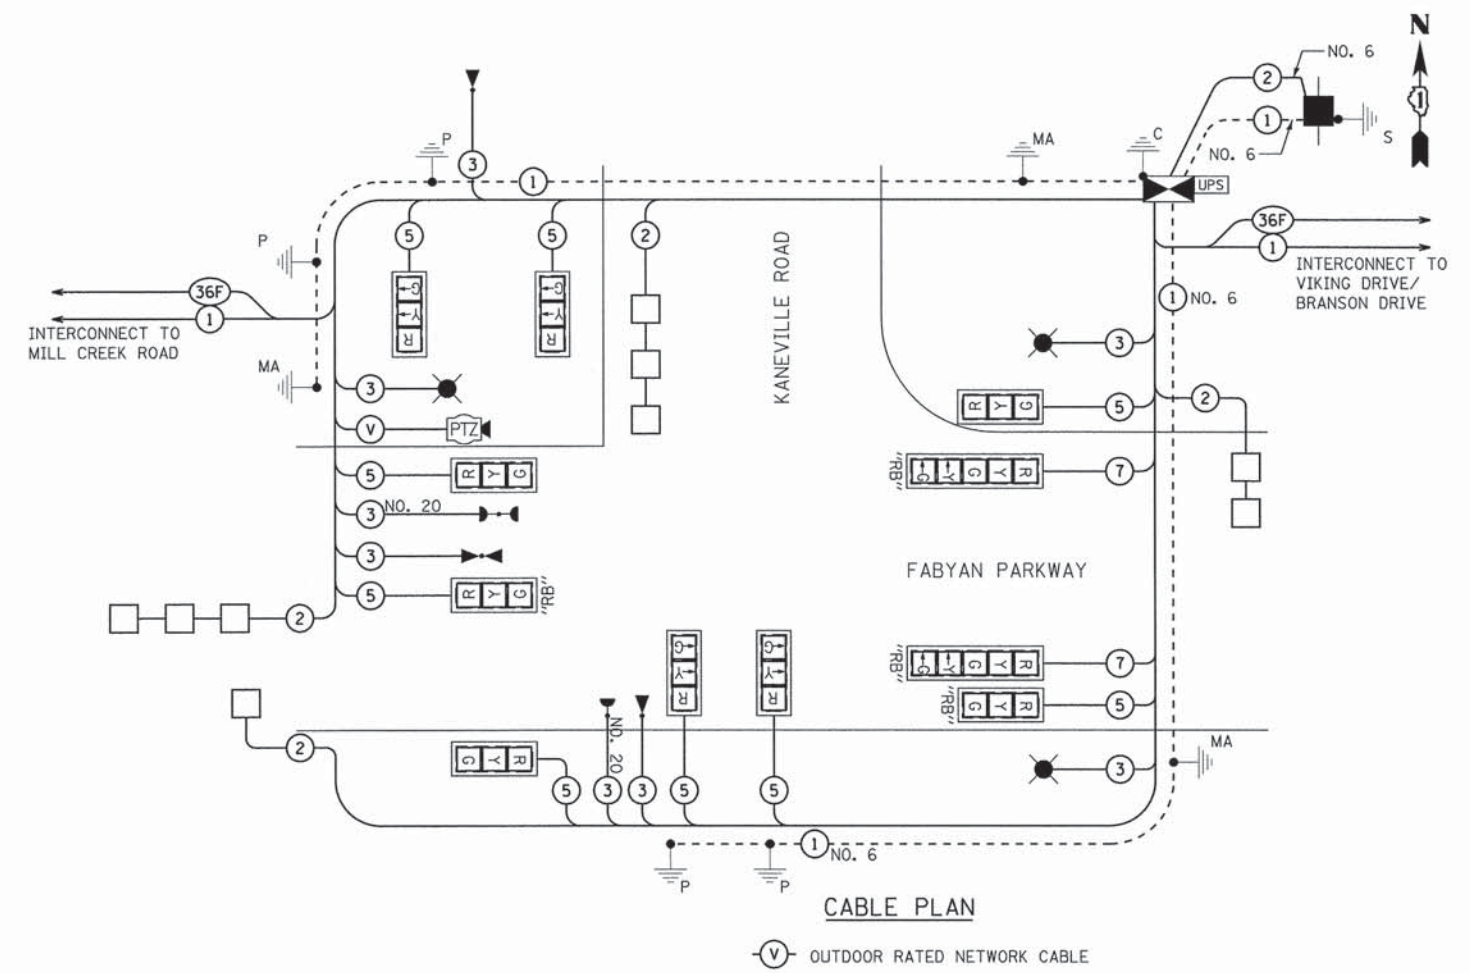 N
NO. 6
2
1
NO. 6
S
1
P
3
1
MA
C
UPS
P
5
5
2
KANEVILLE ROAD
36F
1
INTERCONNECT TO
VIKING DRIVE/
BRANSON DRIVE
36F
1
INTERCONNECT TO
MILL CREEK ROAD
MA
G
Y
R
G
Y
R
1
NO. 6
3
3
V
PTZ
R Y G
5
2
5
R Y G
"RB"
G Y G Y R
7
3
NO. 20
3
5
R Y G
"RB"
FABYAN PARKWAY
2
G
Y
R
G
Y
R
"RB"
G Y G Y R
7
"RB"
G Y R
5
2
G Y R
NO. 20
3
MA
5
3
3
5
5
1
NO. 6
P
P
CABLE PLAN
V
OUTDOOR RATED NETWORK CABLE